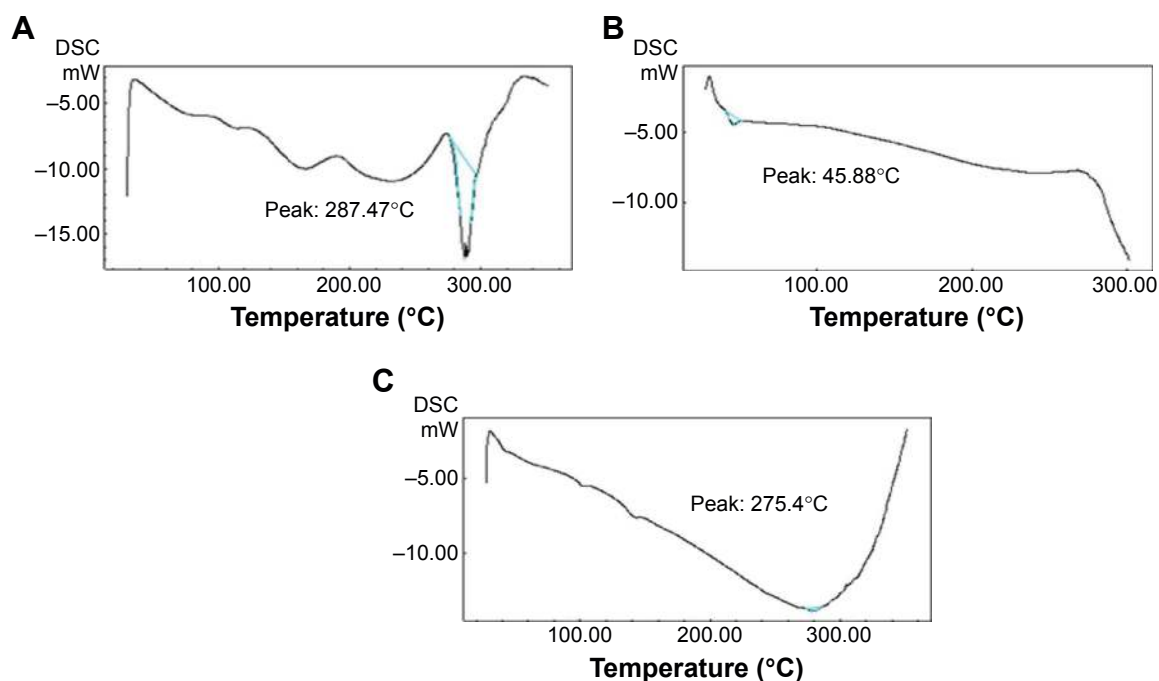 A
DSC
mW
–5.00
–10.00
–15.00
Peak: 287.47°C
100.00 200.00 300.00
Temperature (°C)
B
DSC
mW
–5.00
–10.00
Peak: 45.88°C
100.00 200.00 300.00
Temperature (°C)
C
DSC
mW
–5.00
–10.00
Peak: 275.4°C
100.00 200.00 300.00
Temperature (°C)